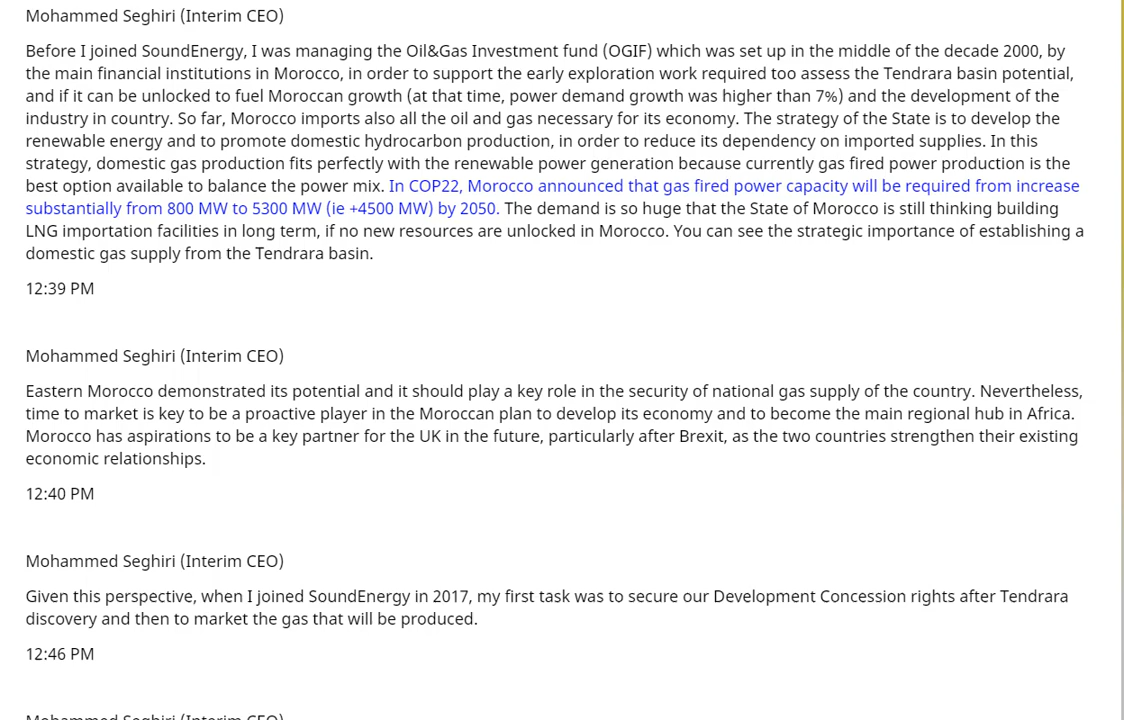 Mohammed Seghiri (Interim CEO)
Before I joined SoundEnergy, I was managing the Oil&Gas Investment fund (OGIF) which was set up in the middle of the decade 2000, by
the main financial institutions in Morocco, in order to support the early exploration work required too assess the Tendrara basin potential,
and if it can be unlocked to fuel Moroccan growth (at that time, power demand growth was higher than 7%) and the development of the
industry in country. So far, Morocco imports also all the oil and gas necessary for its economy. The strategy of the State is to develop the
renewable energy and to promote domestic hydrocarbon production, in order to reduce its dependency on imported supplies. In this
strategy, domestic gas production fits perfectly with the renewable power generation because currently gas fired power production is the
best option available to balance the power mix. In COP22, Morocco announced that gas fired power capacity will be required from increase
substantially from 800 MW to 5300 MW (ie +4500 MW) by 2050. The demand is so huge that the State of Morocco is still thinking building
LNG importation facilities in long term, if no new resources are unlocked in Morocco. You can see the strategic importance of establishing a
domestic gas supply from the Tendrara basin.
12:39 PM
Mohammed Seghiri (Interim CEO)
Eastern Morocco demonstrated its potential and it should play a key role in the security of national gas supply of the country. Nevertheless,
time to market is key to be a proactive player in the Moroccan plan to develop its economy and to become the main regional hub in Africa.
Morocco has aspirations to be a key partner for the UK in the future, particularly after Brexit, as the two countries strengthen their existing
economic relationships.
12:40 PM
Mohammed Seghiri (Interim CEO)
Given this perspective, when I joined SoundEnergy in 2017, my first task was to secure our Development Concession rights after Tendrara
discovery and then to market the gas that will be produced.
12:46 PM
Mohammed Seghiri (Interim CEO)